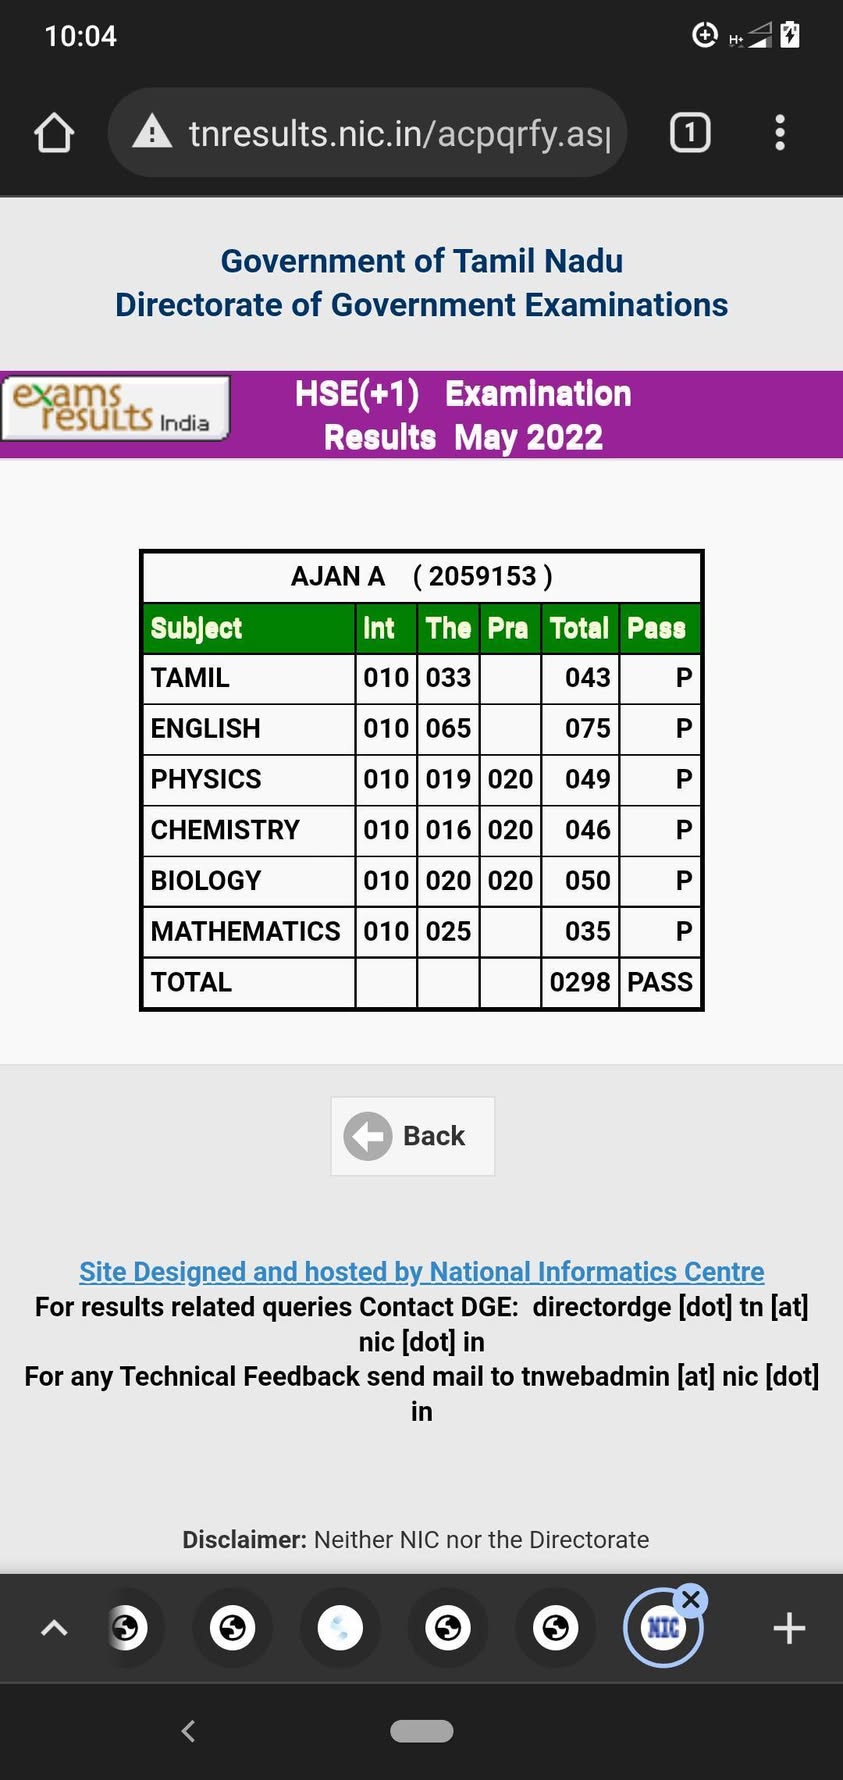 10:04
H+
tnresults.nic.in/acpqrfy.asp
1
Government of Tamil Nadu
Directorate of Government Examinations
exams
results India
HSE(+1) Examination
Results May 2022
AJAN A ( 2059153 )
Subject Int The Pra Total Pass
TAMIL 010 033 043 P
ENGLISH 010 065 075 P
PHYSICS 010 019 020 049 P
CHEMISTRY 010 016 020 046 P
BIOLOGY 010 020 020 050 P
MATHEMATICS 010 025 035 P
TOTAL 0298 PASS
Back
Site Designed and hosted by National Informatics Centre
For results related queries Contact DGE: directordge [dot] tn [at]
nic [dot] in
For any Technical Feedback send mail to tnwebadmin [at] nic [dot]
in
Disclaimer: Neither NIC nor the Directorate
NIC